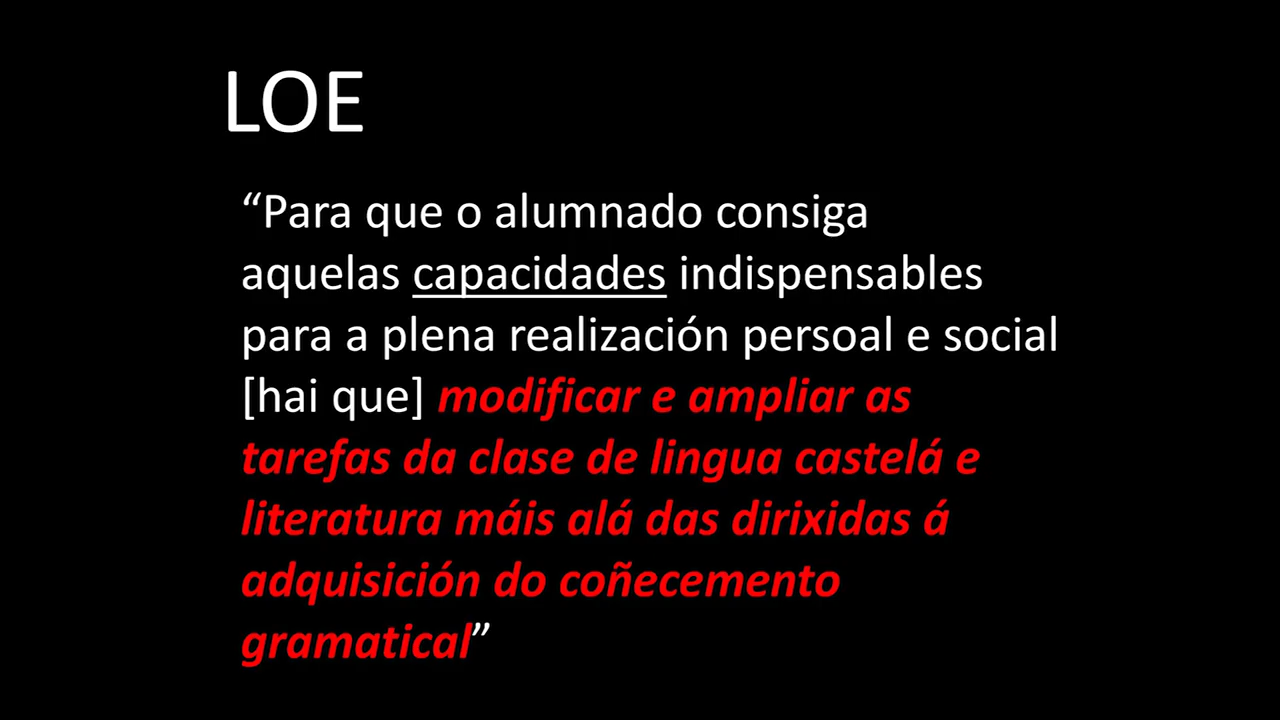 LOE
“Para que o alumnado consiga
aquelas capacidades indispensables
para a plena realización persoal e social
[hai que] modificar e ampliar as
tarefas da clase de lingua castelá e
literatura máis alá das dirixidas á
adquisición do coñecemento
gramatical”